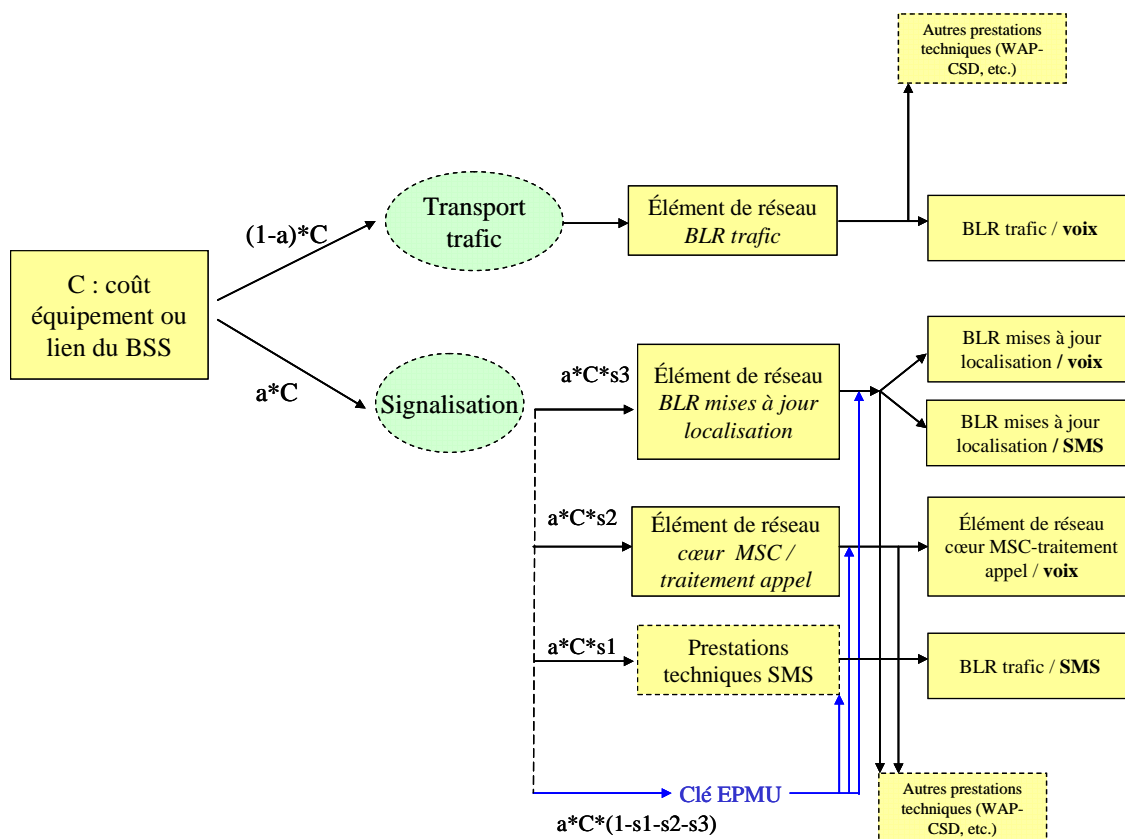 Autres prestations
techniques (WAP-
CSD, etc.)
Transport
trafic
Élément de réseau
BLR trafic
BLR trafic / voix
(1-a)*C
C : coût
équipement ou
lien du BSS
a*C
Signalisation
a*C*s3
Élément de réseau
BLR mises à jour
localisation
BLR mises à jour
localisation / voix
BLR mises à jour
localisation / SMS
a*C*s2
Élément de réseau
cœur MSC /
traitement appel
Élément de réseau
cœur MSC-traitement
appel / voix
a*C*s1
Prestations
techniques SMS
BLR trafic / SMS
Clé EPMU
a*C*(1-s1-s2-s3)
Autres prestations
techniques (WAP-
CSD, etc.)